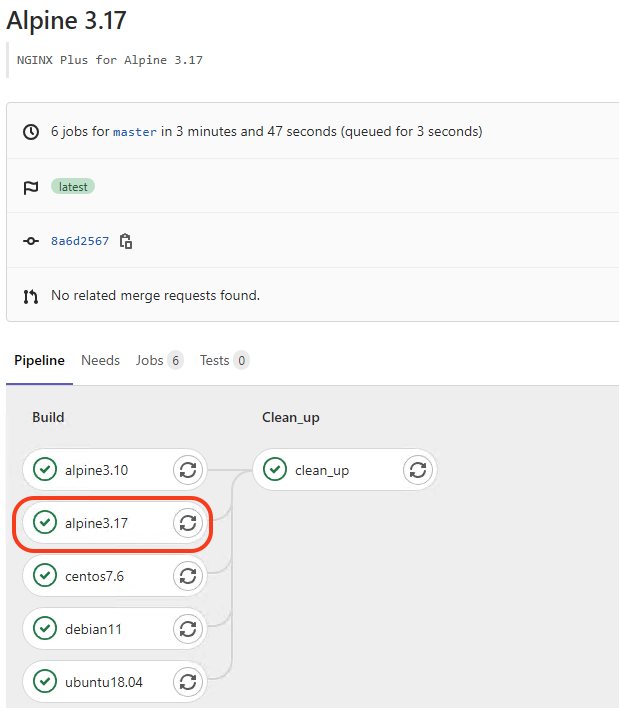 Alpine 3.17
NGINX Plus for Alpine 3.17
6 jobs for master in 3 minutes and 47 seconds (queued for 3 seconds)
latest
8a6d2567
No related merge requests found.
Pipeline Needs Jobs 6 Tests 0
Build Clean_up
alpine3.10 clean_up
alpine3.17
centos7.6
debian11
ubuntu18.04